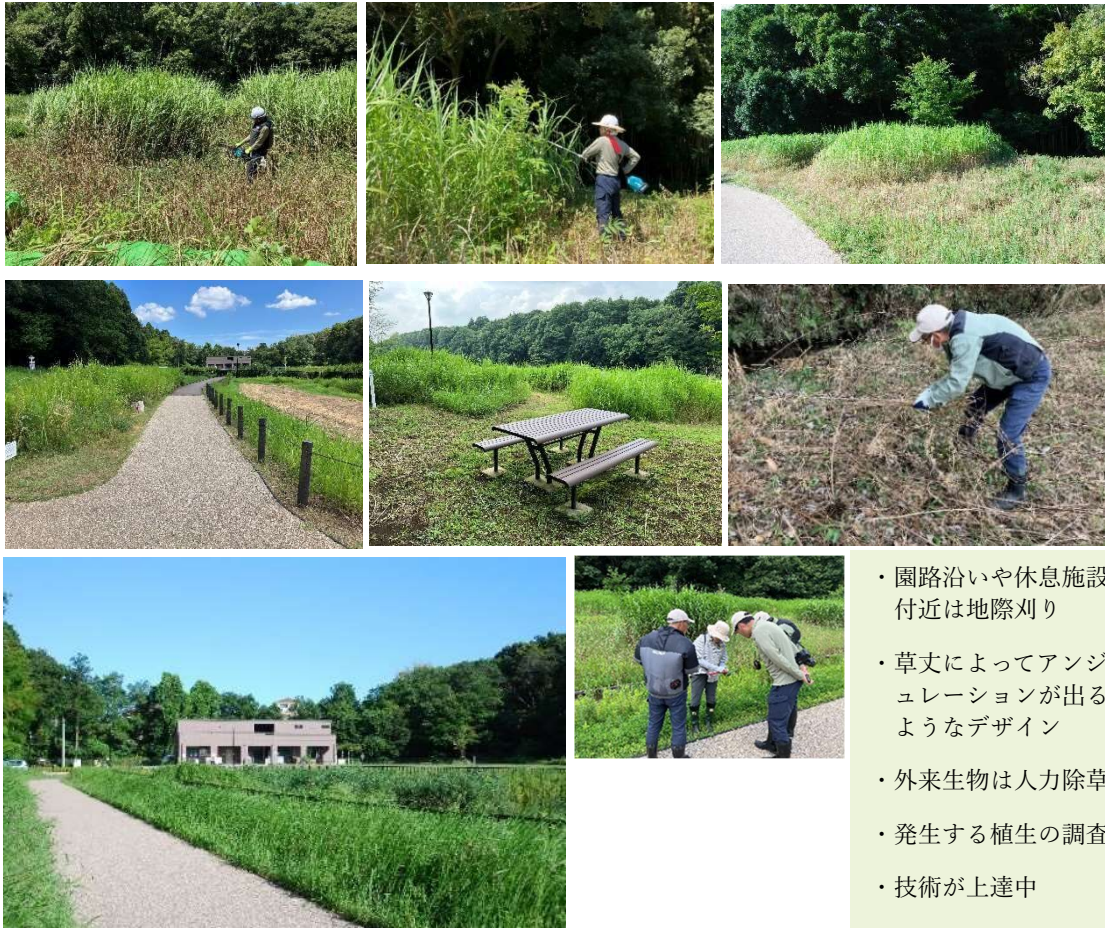 ・園路沿いや休息施設
付近は地際刈り
・草丈によってアンジ
ュレーションが出る
ようなデザイン
・外来生物は人力除草
・発生する植生の調査
・技術が上達中